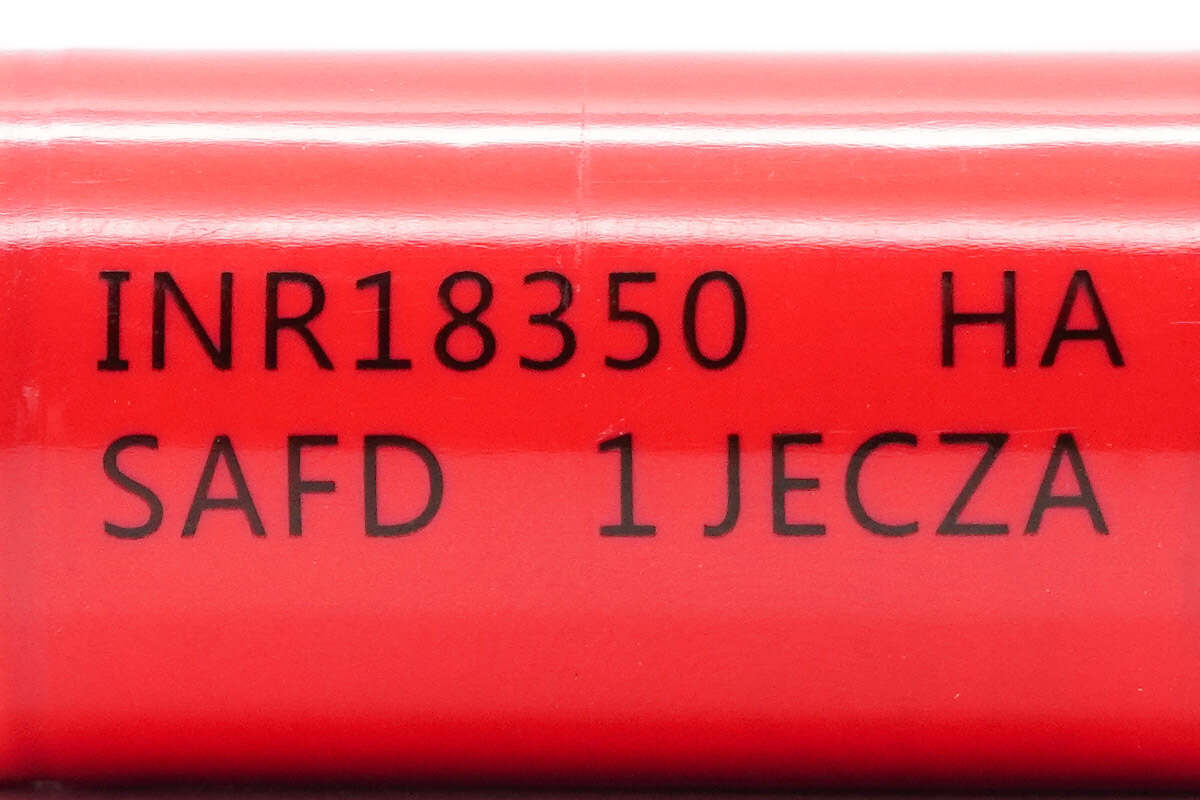 INR18350 HA
SAFD 1JECZA